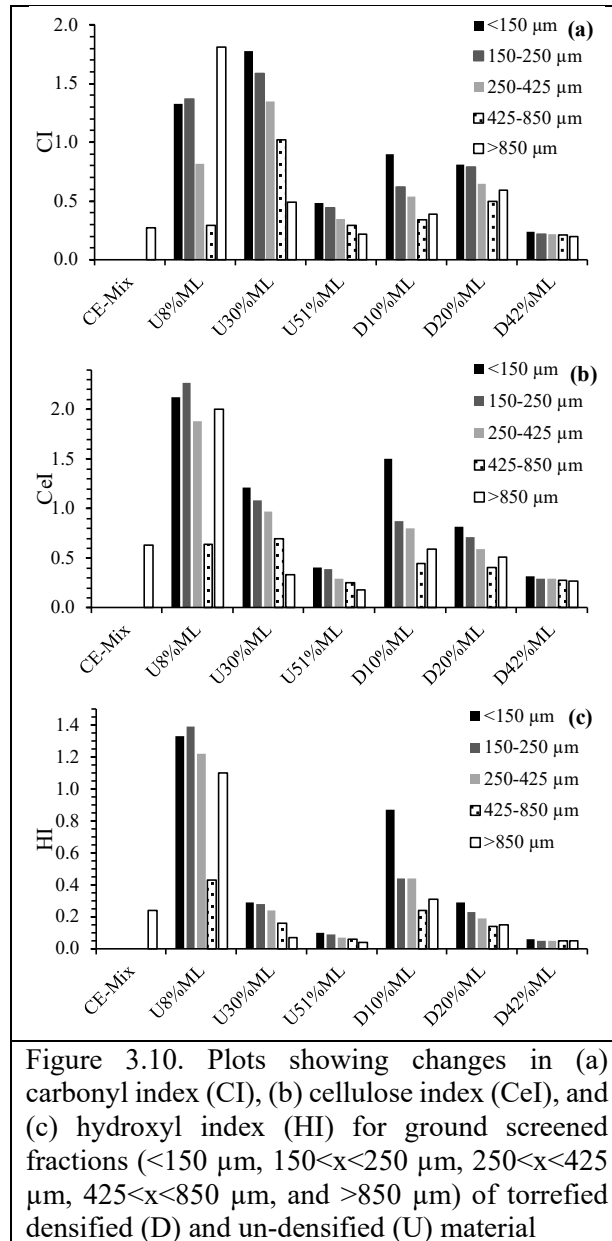 (a)
<150 µm
150-250 µm
250-425 µm
425-850 µm
>850 µm
2.0
1.5
1.0
0.5
0.0
CI
CE-Mix
U8%ML
U30%ML
U51%ML
D10%ML
D20%ML
D42%ML
(b)
<150 µm
150-250 µm
250-425 µm
425-850 µm
>850 µm
2.0
1.5
1.0
0.5
0.0
CeI
CE-Mix
U8%ML
U30%ML
U51%ML
D10%ML
D20%ML
D42%ML
(c)
<150 µm
150-250 µm
250-425 µm
425-850 µm
>850 µm
1.4
1.2
1.0
0.8
0.6
0.4
0.2
0.0
HI
CE-Mix
U8%ML
U30%ML
U51%ML
D10%ML
D20%ML
D42%ML
Figure 3.10. Plots showing changes in (a)
carbonyl index (CI), (b) cellulose index (CeI), and
(c) hydroxyl index (HI) for ground screened
fractions (<150 µm, 150<x<250 µm, 250<x<425
µm, 425<x<850 µm, and >850 µm) of torrefied
densified (D) and un-densified (U) material